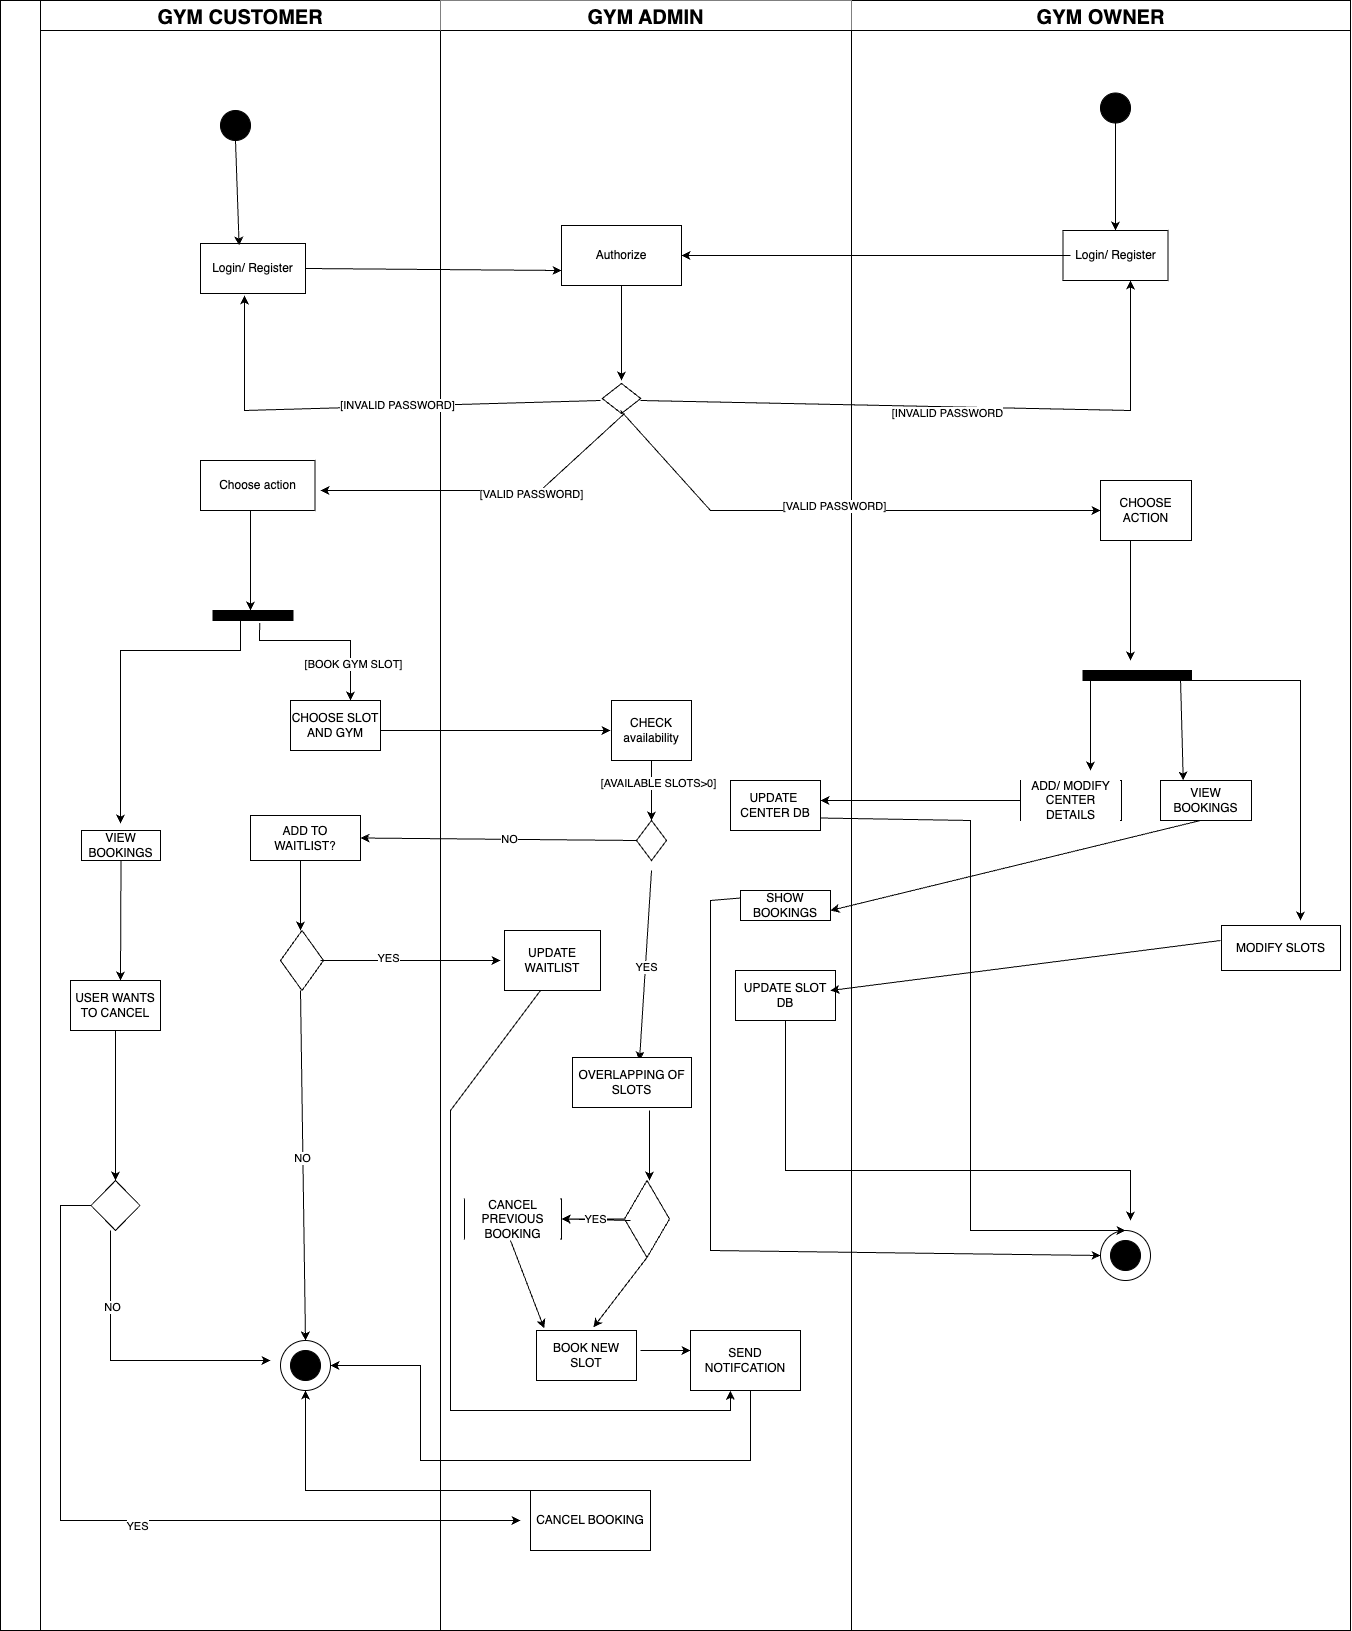 GYM CUSTOMER
GYM ADMIN
GYM OWNER
Login/ Register
Authorize
Login/ Register
[INVALID PASSWORD]
[INVALID PASSWORD
Choose action
[VALID PASSWORD]
[VALID PASSWORD]
CHOOSE
ACTION
[BOOK GYM SLOT]
CHOOSE SLOT
AND GYM
CHECK
availability
[AVAILABLE SLOTS>0]
UPDATE
CENTER DB
ADD/ MODIFY
CENTER
DETAILS
VIEW
BOOKINGS
VIEW
BOOKINGS
ADD TO
WAITLIST?
NO
SHOW
BOOKINGS
MODIFY SLOTS
YES
UPDATE
WAITLIST
YES
UPDATE SLOT
DB
USER WANTS
TO CANCEL
OVERLAPPING OF
SLOTS
NO
CANCEL
PREVIOUS
BOOKING
YES
NO
BOOK NEW
SLOT
SEND
NOTIFCATION
YES
CANCEL BOOKING